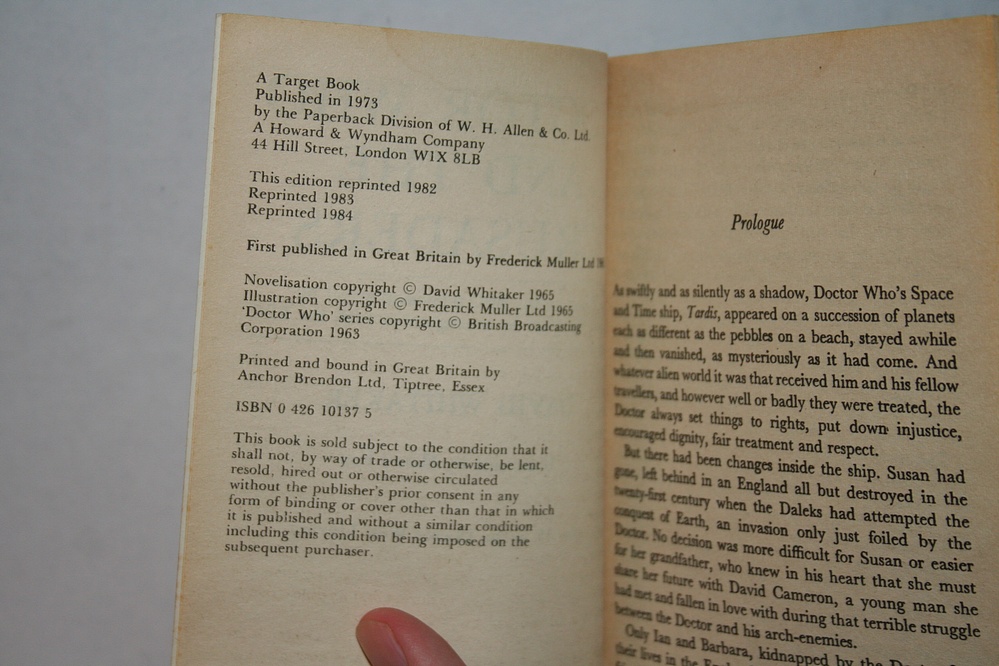 A Target Book
Published in 1973
by the Paperback Division of W. H. Allen & Co. Ltd.
A Howard & Wyndham Company
44 Hill Street, London W1X 8LB
This edition reprinted 1982
Reprinted 1983
Reprinted 1984
First published in Great Britain by Frederick Muller Ltd
Novelisation copyright © David Whitaker 1965
Illustration copyright © Frederick Muller Ltd 1965
'Doctor Who' series copyright © British Broadcasting
Corporation 1963
Printed and bound in Great Britain by
Anchor Brendon Ltd, Tiptree, Essex
ISBN 0 426 10137 5
This book is sold subject to the condition that it
shall not, by way of trade or otherwise, be lent,
resold, hired out or otherwise circulated
without the publisher's prior consent in any
form of binding or cover other than that in which
it is published and without a similar condition
including this condition being imposed on the
subsequent purchaser.
Prologue
As swiftly and as silently as a shadow, Doctor Who's Space
and Time ship, Tardis, appeared on a succession of planets
each as different as the pebbles on a beach, stayed awhile
and then vanished, as mysteriously as it had come. And
whatever alien world it was that received him and his fellow
travellers, and however well or badly they were treated, the
Doctor always set things to rights, put down injustice,
encouraged dignity, fair treatment and respect.
But there had been changes inside the ship. Susan had
gone, left behind in an England all but destroyed in the
twenty-first century when the Daleks had attempted the
conquest of Earth, an invasion only just foiled by the
Doctor. No decision was more difficult for Susan or easier
for her grandfather, who knew in his heart that she must
share her future with David Cameron, a young man she
had met and fallen in love with during that terrible struggle
between the Doctor and his arch-enemies.
Only Ian and Barbara, kidnapped by the
their lives in the